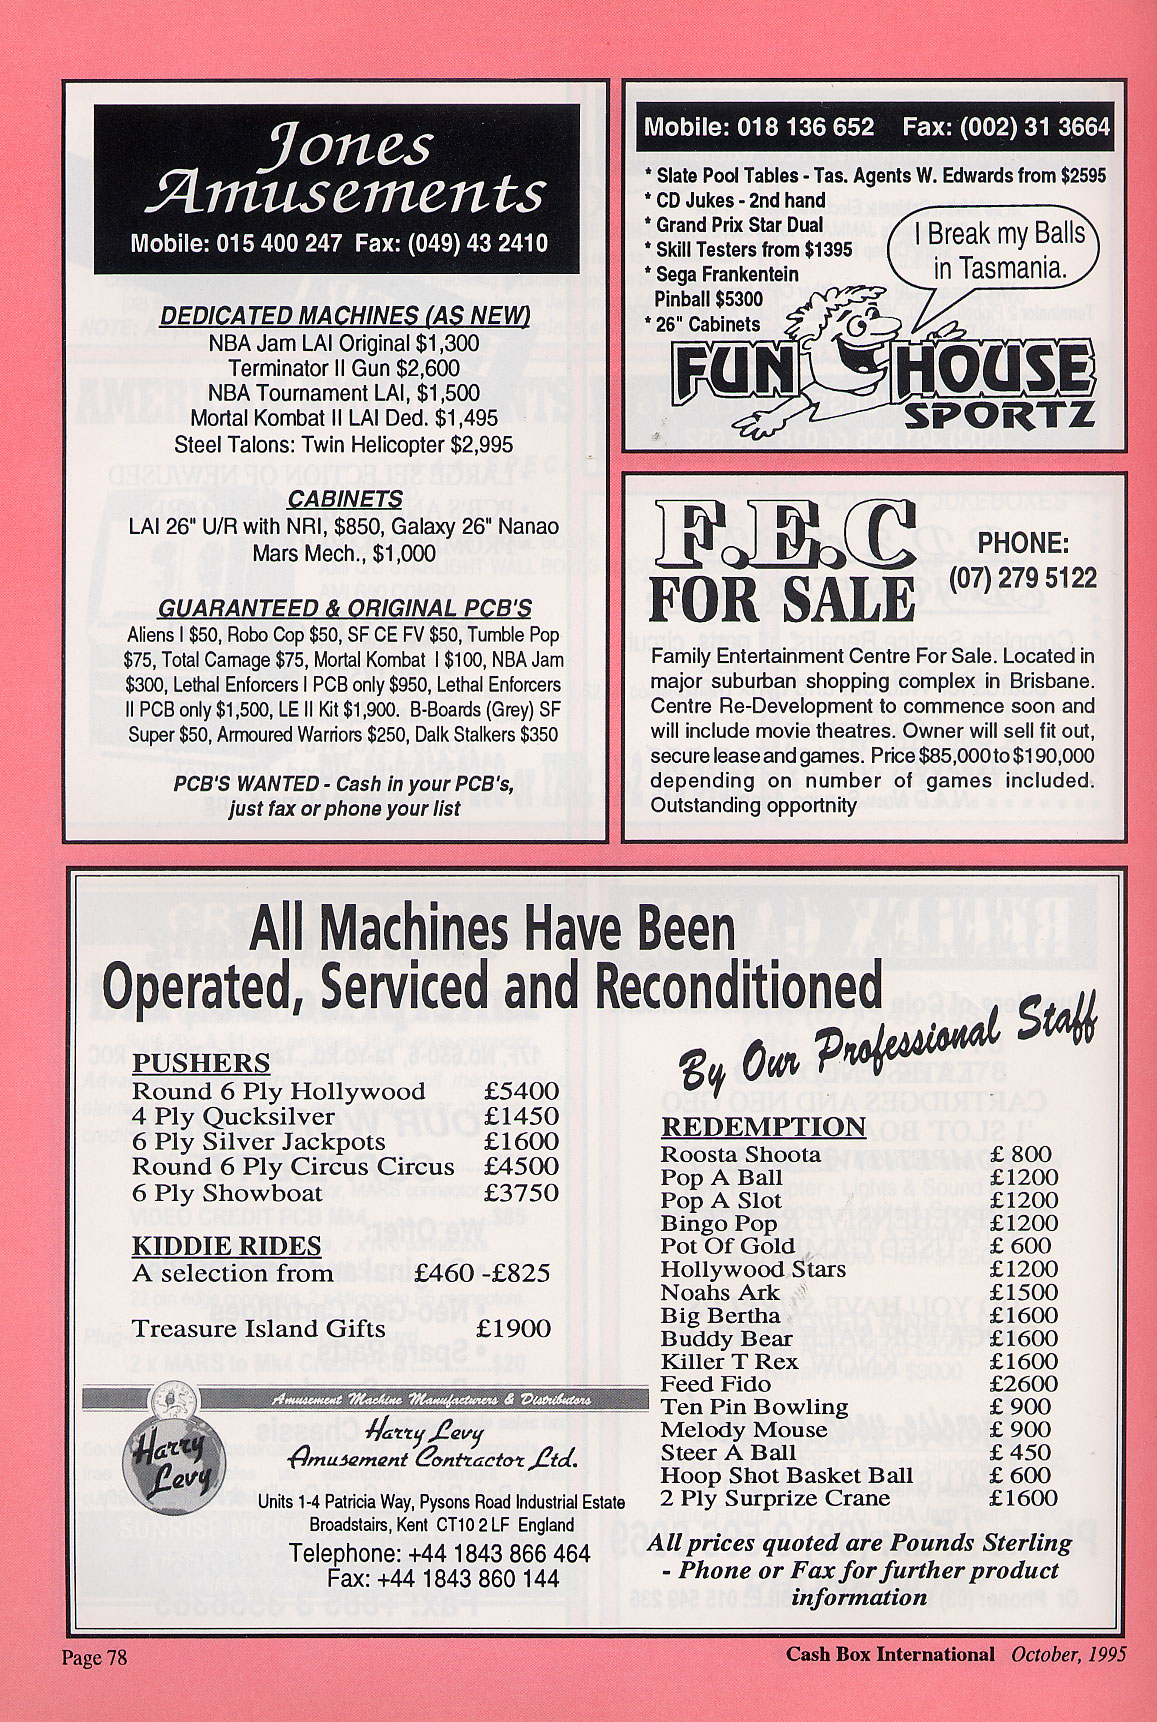 Jones
Amusements
Mobile: 015 400 247 Fax: (049) 43 2410
DEDICATED MACHINES (AS NEW)
NBA Jam LAI Original $1,300
Terminator II Gun $2,600
NBA Tournament LAI, $1,500
Mortal Kombat II LAI Ded. $1,495
Steel Talons: Twin Helicopter $2,995
CABINETS
LAI 26" U/R with NRI, $850, Galaxy 26" Nanao
Mars Mech., $1,000
GUARANTEED & ORIGINAL PCB'S
Aliens I $50, Robo Cop $50, SF CE FV $50, Tumble Pop
$75, Total Carnage $75, Mortal Kombat I $100, NBA Jam
$300, Lethal Enforcers I PCB only $950, Lethal Enforcers
II PCB only $1,500, LE II Kit $1,900. B-Boards (Grey) SF
Super $50, Armoured Warriors $250, Dalk Stalkers $350
PCB'S WANTED - Cash in your PCB's,
just fax or phone your list
Mobile: 018 136 652 Fax: (002) 31 3664
* Slate Pool Tables - Tas. Agents W. Edwards from $2595
* CD Jukes - 2nd hand
* Grand Prix Star Dual
* Skill Testers from $1395
* Sega Frankentein
Pinball $5300
* 26" Cabinets
I Break my Balls
in Tasmania.
FUN HOUSE
SPORTZ
F.E.C
FOR SALE
PHONE:
(07) 279 5122
Family Entertainment Centre For Sale. Located in
major suburban shopping complex in Brisbane.
Centre Re-Development to commence soon and
will include movie theatres. Owner will sell fit out,
secure lease and games. Price $85,000 to $190,000
depending on number of games included.
Outstanding opportnity
All Machines Have Been
Operated, Serviced and Reconditioned
By Our Professional Staff
PUSHERS
Round 6 Ply Hollywood £5400
4 Ply Qucksilver £1450
6 Ply Silver Jackpots £1600
Round 6 Ply Circus Circus £4500
6 Ply Showboat £3750
KIDDIE RIDES
A selection from £460 -£825
Treasure Island Gifts £1900
Amusement Machine Manufacturers & Distributors
Harry
Levy
Harry Levy
Amusement Contractor Ltd.
Units 1-4 Patricia Way, Pysons Road Industrial Estate
Broadstairs, Kent CT10 2 LF England
Telephone: +44 1843 866 464
Fax: +44 1843 860 144
REDEMPTION
Roosta Shoota £ 800
Pop A Ball £1200
Pop A Slot £1200
Bingo Pop £1200
Pot Of Gold £ 600
Hollywood Stars £1200
Noahs Ark £1500
Big Bertha £1600
Buddy Bear £1600
Killer T Rex £1600
Feed Fido £2600
Ten Pin Bowling £ 900
Melody Mouse £ 900
Steer A Ball £ 450
Hoop Shot Basket Ball £ 600
2 Ply Surprize Crane £1600
All prices quoted are Pounds Sterling
- Phone or Fax for further product
information
Page 78
Cash Box International October, 1995